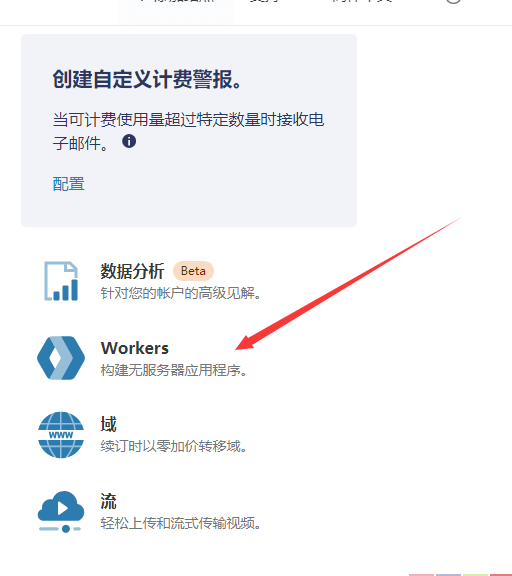 创建自定义计费警报。
当可计费使用量超过特定数量时接收电
子邮件。
配置
数据分析 Beta
针对您的帐户的高级见解。
Workers
构建无服务器应用程序。
WWW
域
续订时以零加价转移域。
流
轻松上传和流式传输视频。